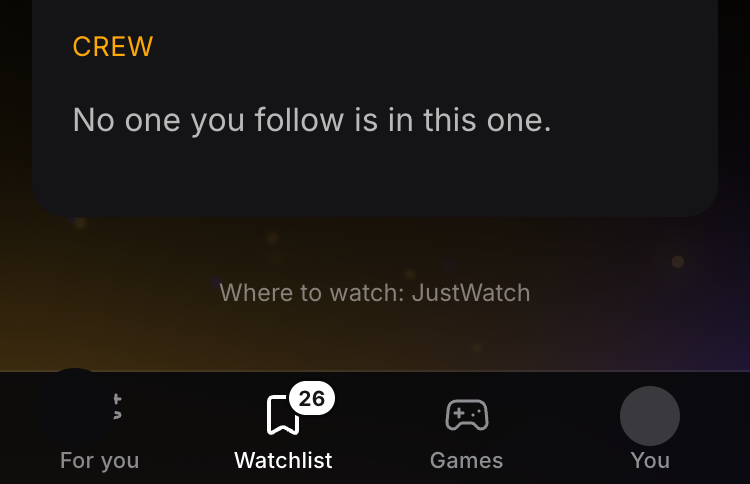 CREW
No one you follow is in this one.
Where to watch: JustWatch
26
For you
Watchlist
Games
You